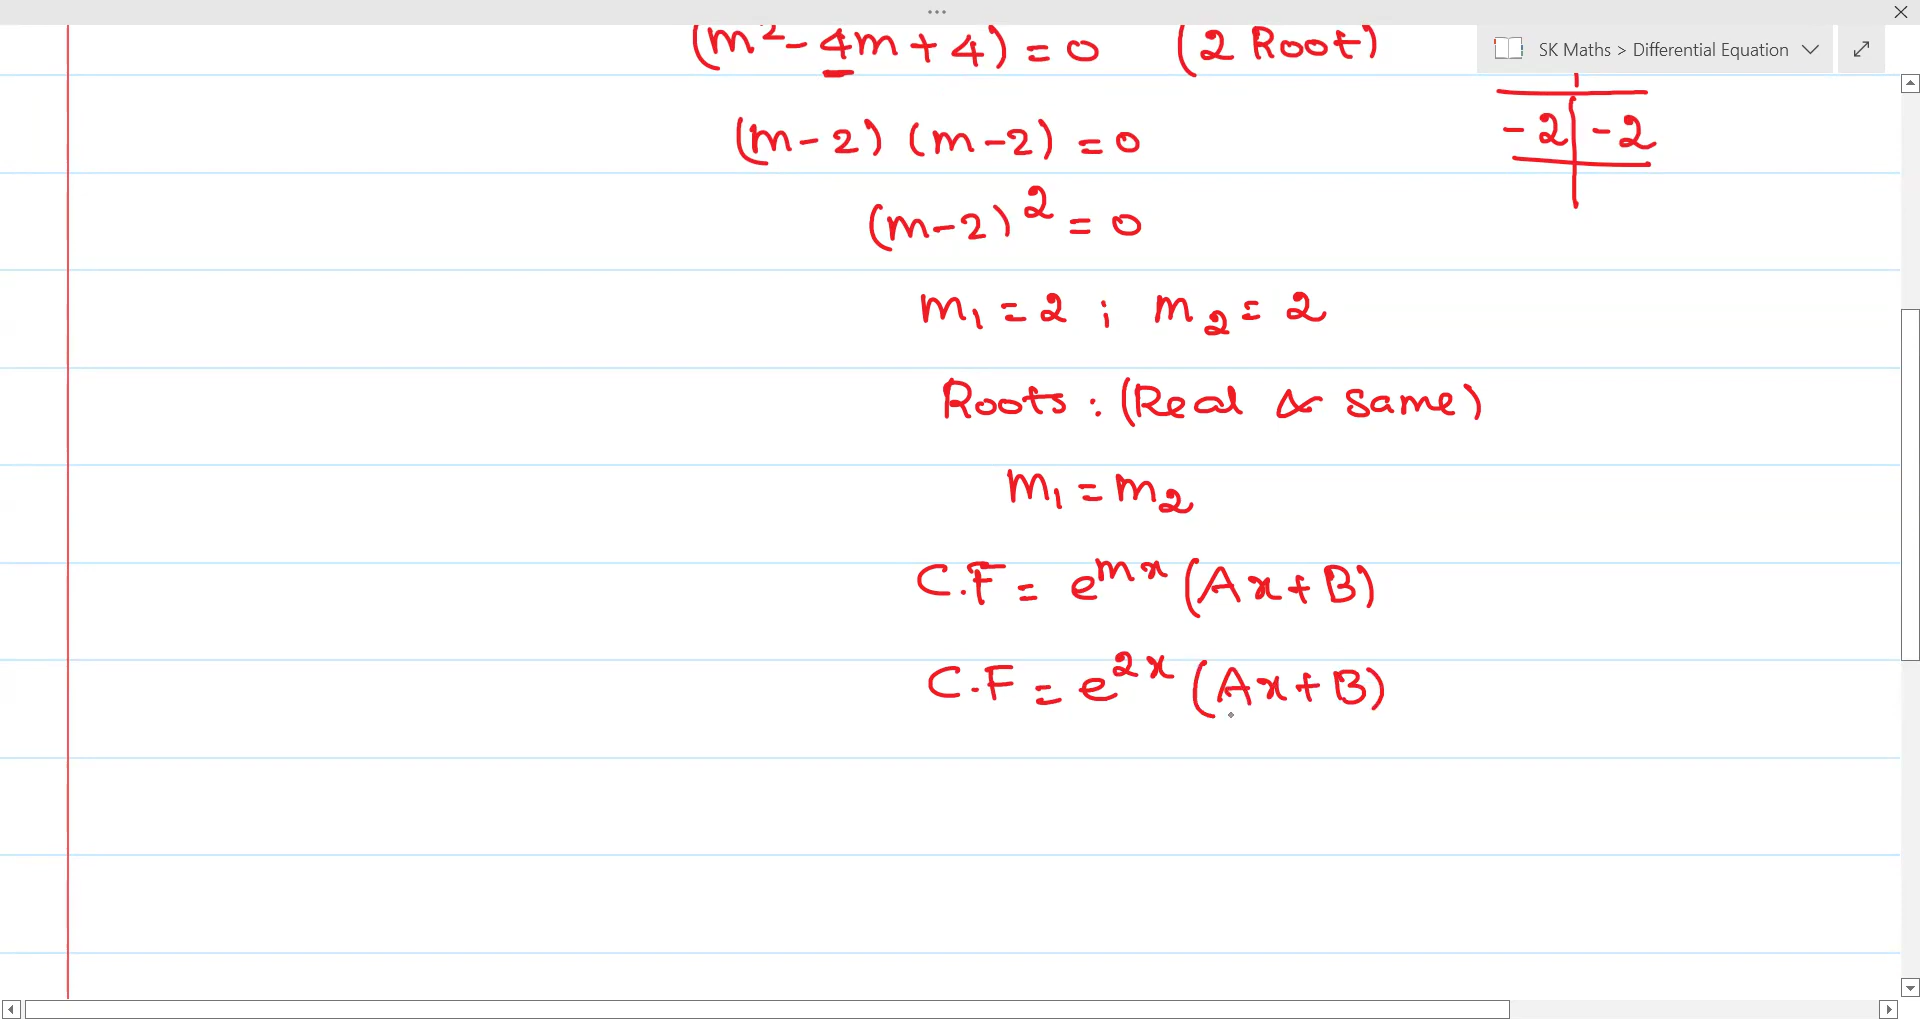 (m²-4m+4)=0 (2 Root)
SK Maths > Differential Equation
-2 | -2
(m-2) (m-2) =0
(m-2)² =0
m₁=2 ; m₂=2
Roots : (Real & Same)
m₁=m₂
C.F = e^mx (Ax+B)
C.F = e^2x (Ax+B)